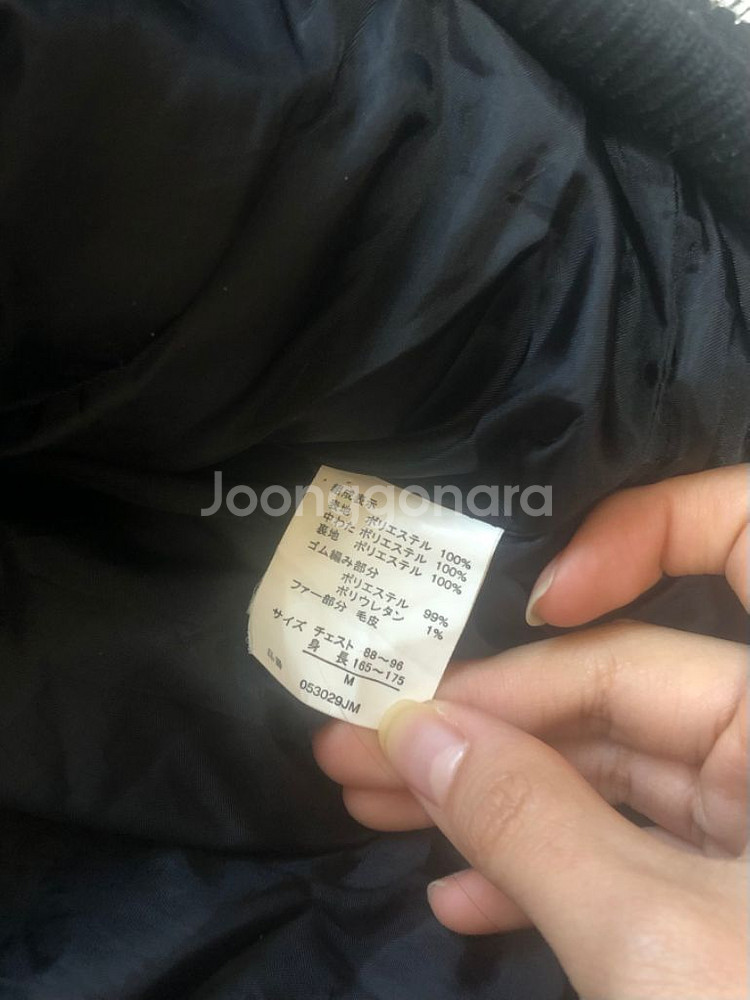 Joonggonara
組成表示
表地 ポリエステル 100%
中わた ポリエステル 100%
裏地 ポリエステル 100%
ゴム編み部分
ポリエステル 99%
ポリウレタン 1%
ファー部分 毛皮
サイズ チェスト 88～96
身長 165～175
M
053029JM